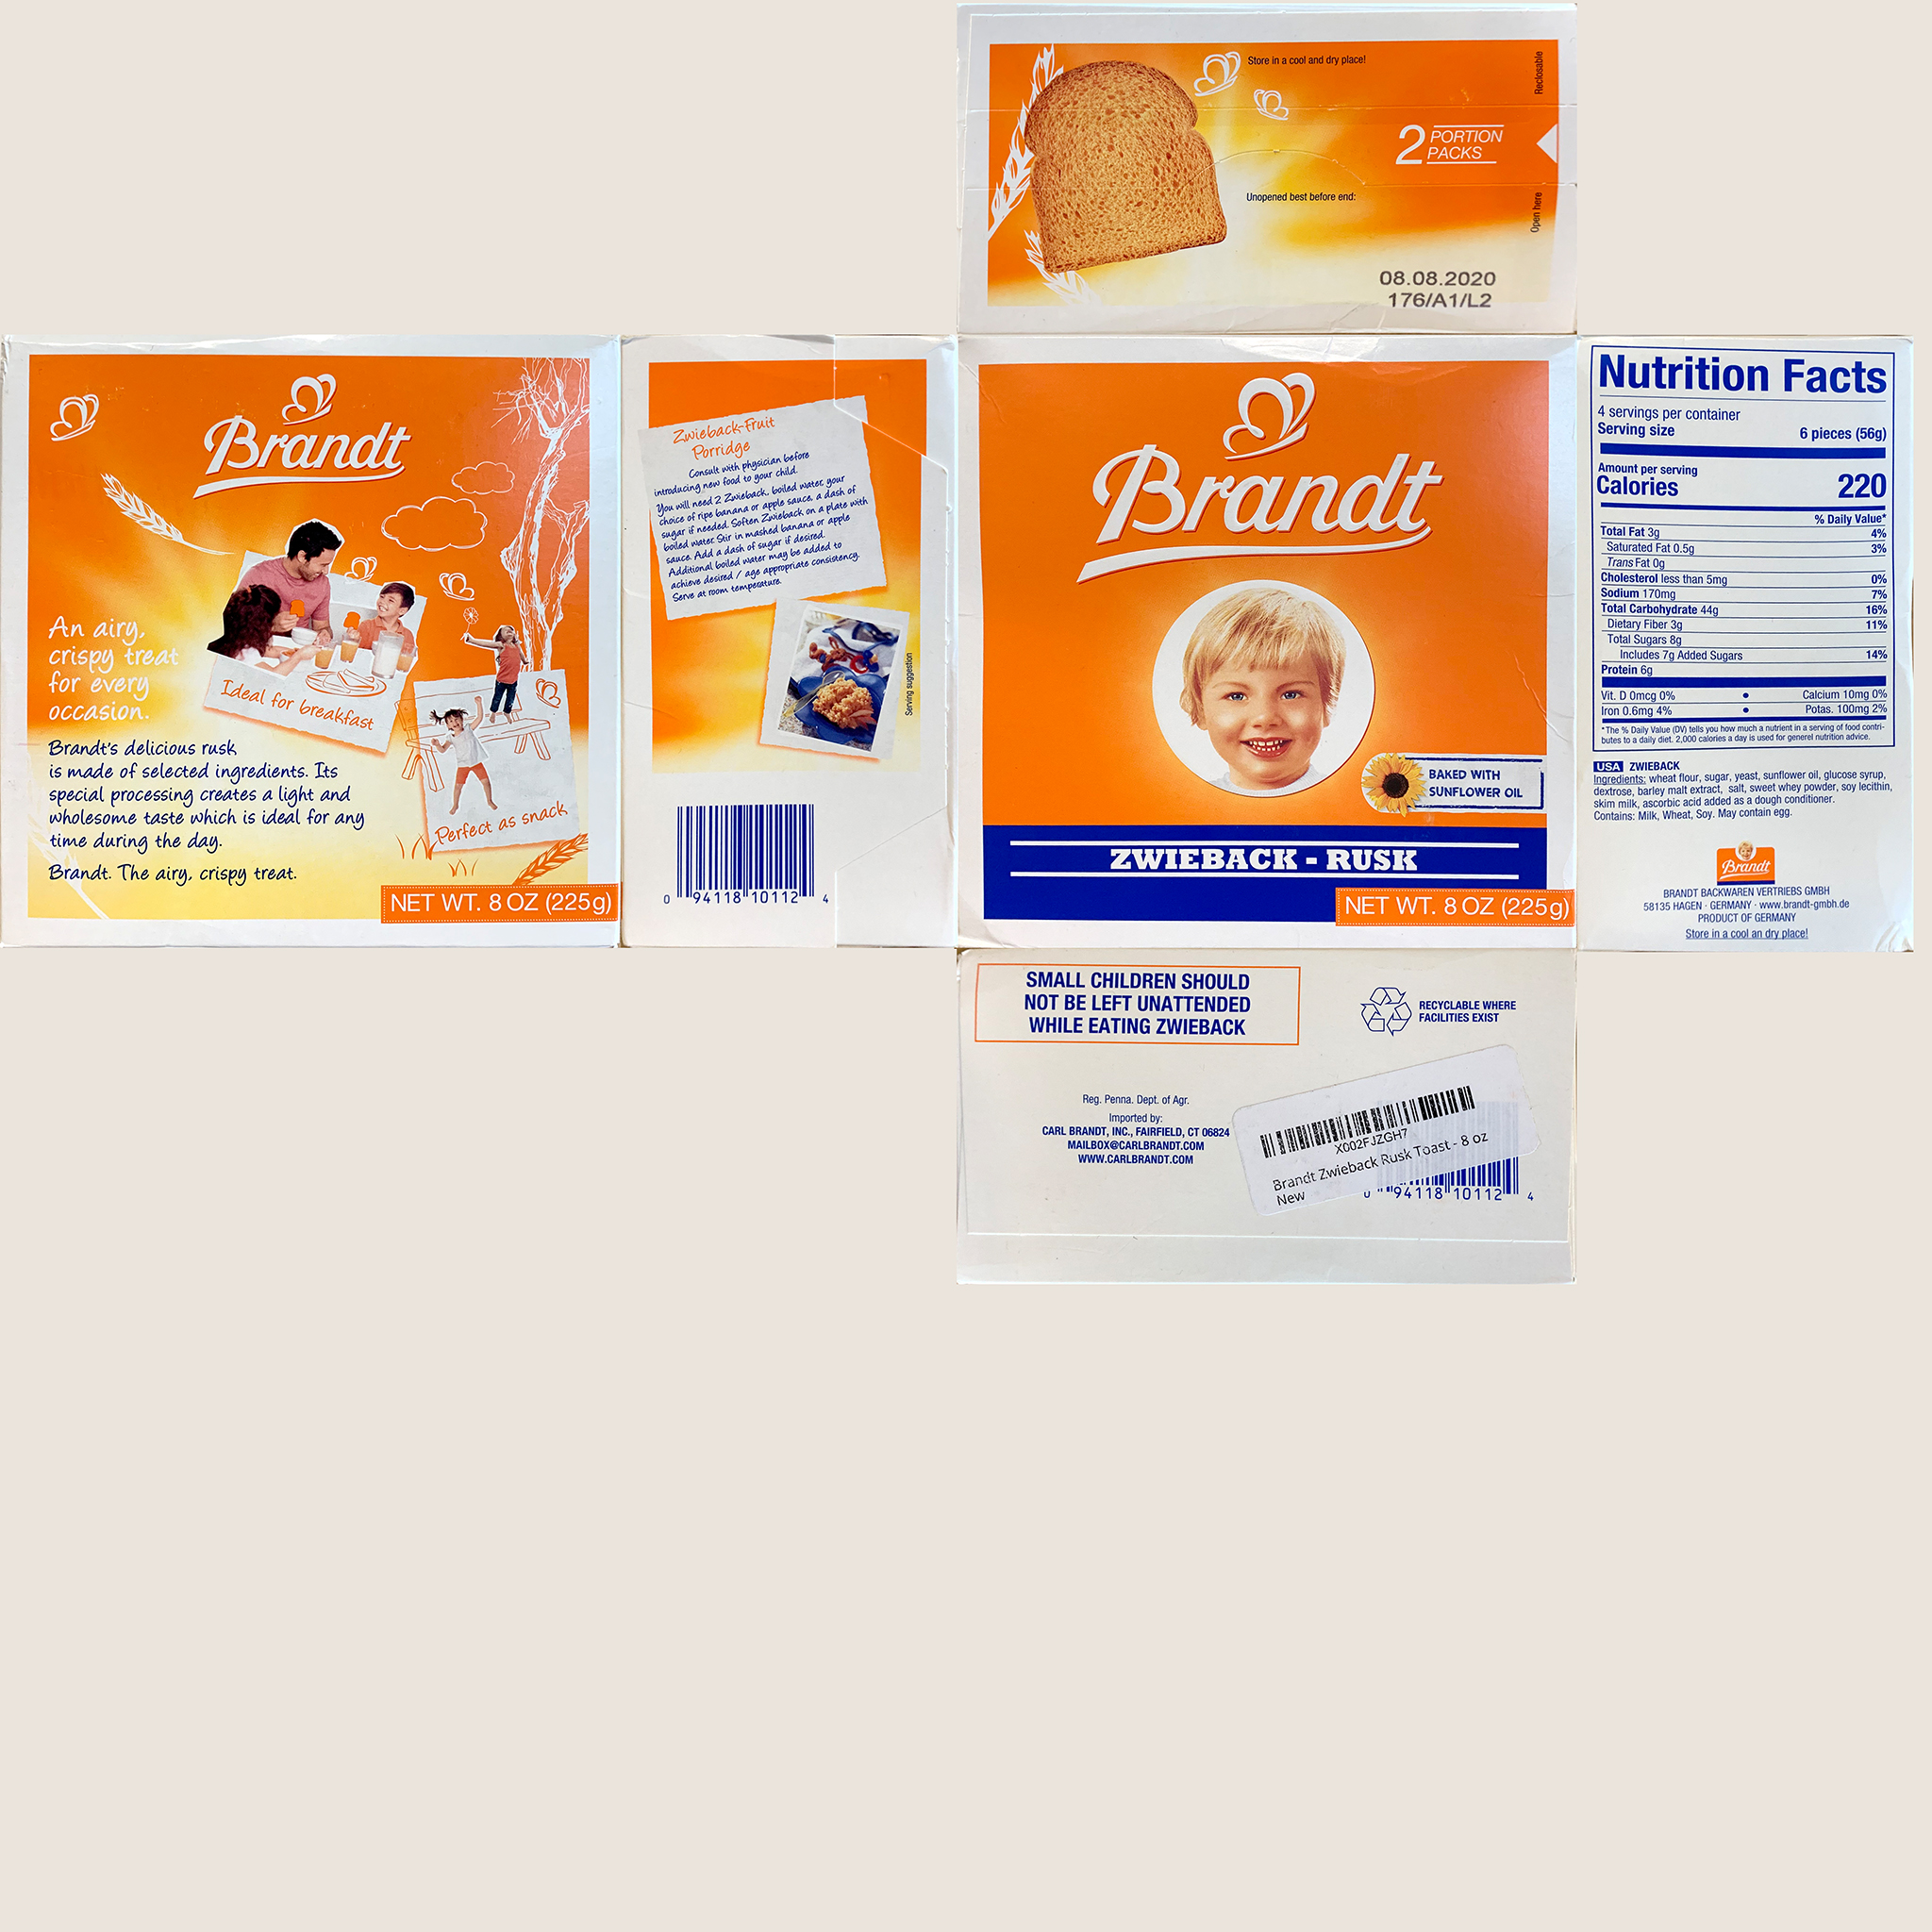 Store in a cool and dry place!
Reclosable
2 PORTION
PACKS
Unopened best before end:
Open here
08.08.2020
176/A1/L2
Brandt
An airy,
crispy treat
for every
occasion.
Ideal for breakfast
Brandt's delicious rusk
is made of selected ingredients. Its
special processing creates a light and
wholesome taste which is ideal for any
time during the day.
Brandt. The airy, crispy treat.
Perfect as snack
NET WT. 8 OZ (225g)
Zwieback-Fruit
Porridge
Consult with physician before
introducing new food to your child.
You will need 2 Zwieback, boiled water, your
choice of ripe banana or apple sauce, a dash of
sugar if needed. Soften Zwieback on a plate with
boiled water. Stir in mashed banana or apple
sauce. Add a dash of sugar if desired.
Additional boiled water may be added to
achieve desired / age appropriate consistency.
Serve at room temperature.
Serving suggestion
0 94118 10112 4
Brandt
BAKED WITH
SUNFLOWER OIL
ZWIEBACK - RUSK
NET WT. 8 OZ (225g)
Nutrition Facts
4 servings per container
Serving size 6 pieces (56g)
Amount per serving
Calories 220
% Daily Value*
Total Fat 3g 4%
Saturated Fat 0.5g 3%
Trans Fat 0g
Cholesterol less than 5mg 0%
Sodium 170mg 7%
Total Carbohydrate 44g 16%
Dietary Fiber 3g 11%
Total Sugars 8g
Includes 7g Added Sugars 14%
Protein 6g
Vit. D 0mcg 0% • Calcium 10mg 0%
Iron 0.6mg 4% • Potas. 100mg 2%
*The % Daily Value (DV) tells you how much a nutrient in a serving of food contri-
butes to a daily diet. 2,000 calories a day is used for generel nutrition advice.
USA ZWIEBACK
Ingredients: wheat flour, sugar, yeast, sunflower oil, glucose syrup,
dextrose, barley malt extract, salt, sweet whey powder, soy lecithin,
skim milk, ascorbic acid added as a dough conditioner.
Contains: Milk, Wheat, Soy. May contain egg.
Brandt
BRANDT BACKWAREN VERTRIEBS GMBH
58135 HAGEN · GERMANY · www.brandt-gmbh.de
PRODUCT OF GERMANY
Store in a cool an dry place!
SMALL CHILDREN SHOULD
NOT BE LEFT UNATTENDED
WHILE EATING ZWIEBACK
RECYCLABLE WHERE
FACILITIES EXIST
Reg. Penna. Dept. of Agr.
Imported by:
CARL BRANDT, INC., FAIRFIELD, CT 06824
MAILBOX@CARLBRANDT.COM
WWW.CARLBRANDT.COM
X002FJZGH7
Brandt Zwieback Rusk Toast - 8 oz
New
0 94118 10112 4